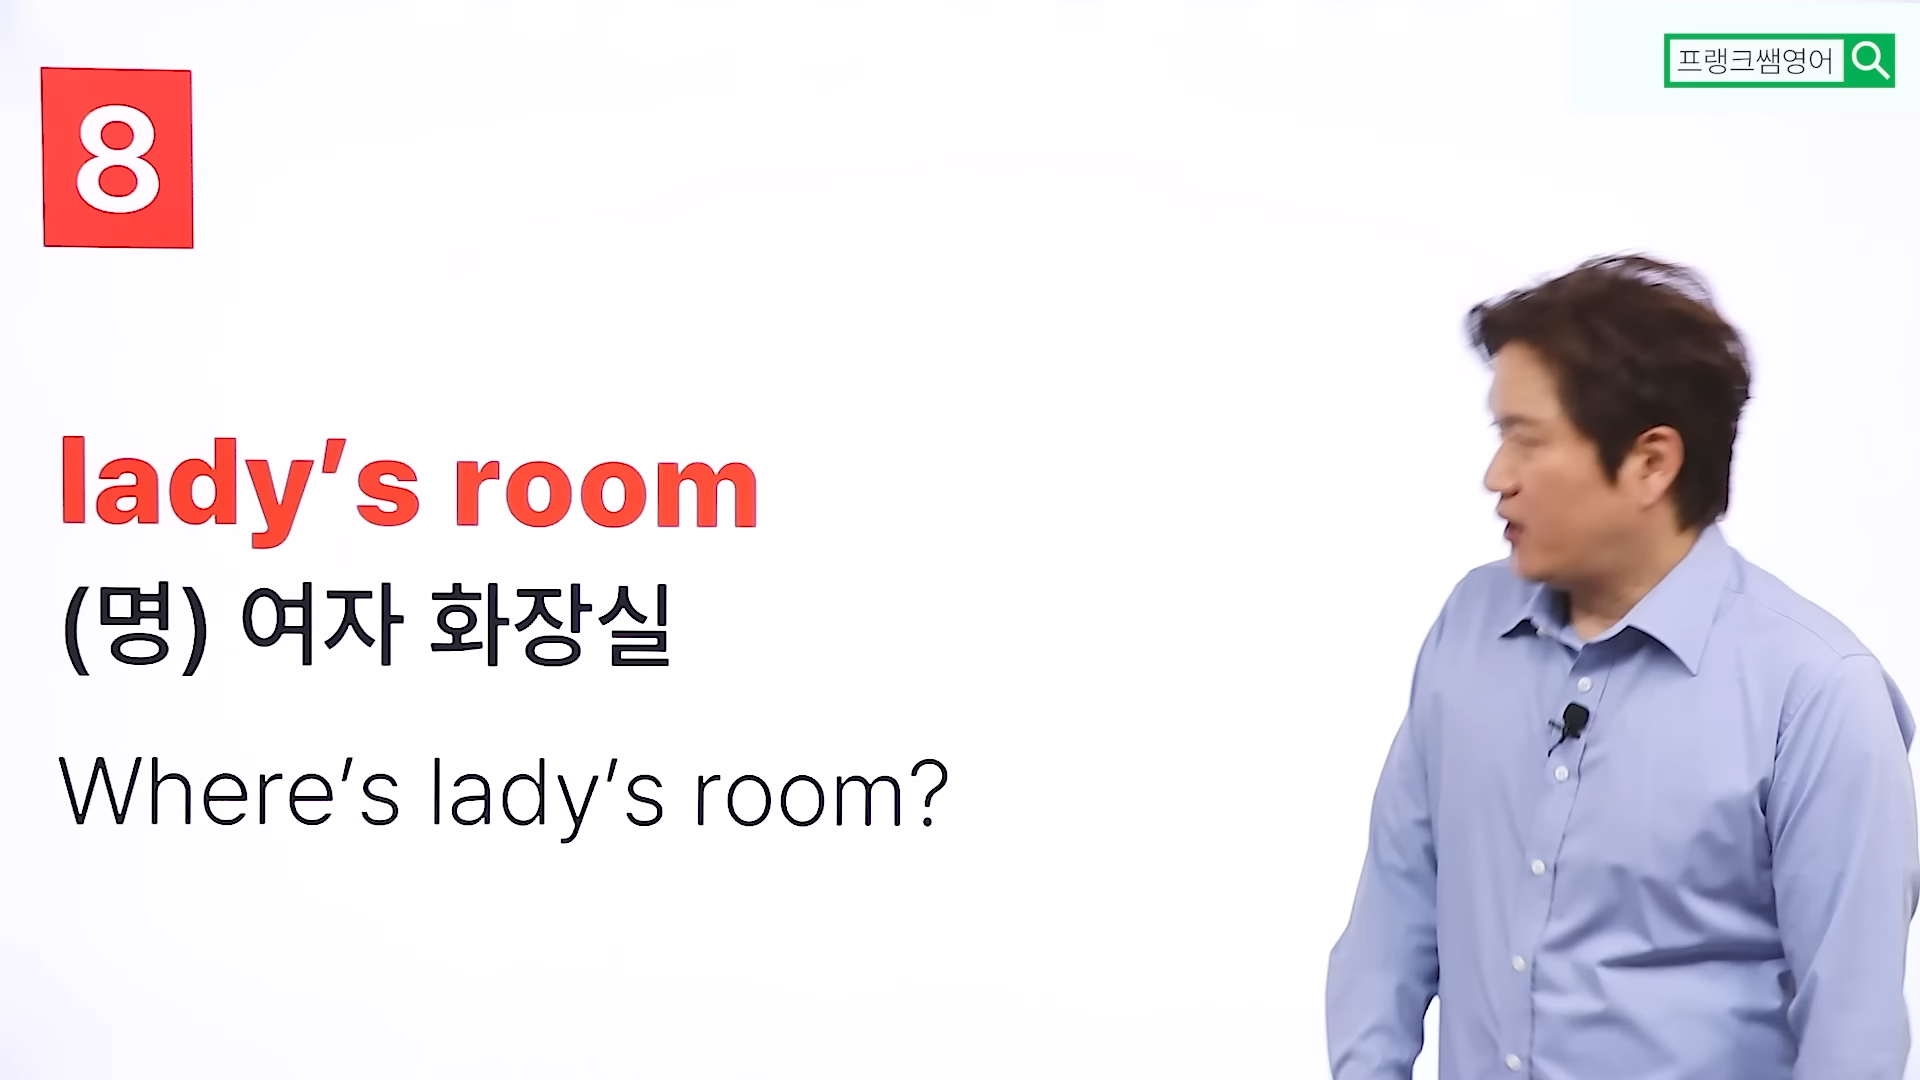 프랭크쌤영어
8
lady’s room
(명) 여자 화장실
Where’s lady’s room?